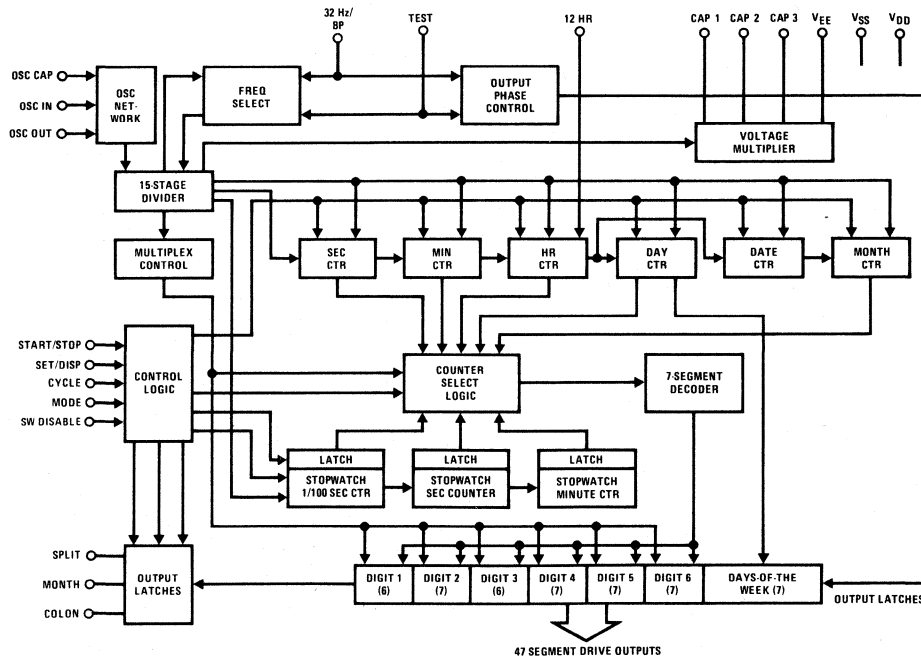 32 Hz/
BP
TEST
12 HR
CAP 1
CAP 2
CAP 3
VEE
VSS
VDD
OSC CAP
OSC IN
OSC OUT
OSC
NET-
WORK
FREQ
SELECT
OUTPUT
PHASE
CONTROL
VOLTAGE
MULTIPLIER
15-STAGE
DIVIDER
MULTIPLEX
CONTROL
SEC
CTR
MIN
CTR
HR
CTR
DAY
CTR
DATE
CTR
MONTH
CTR
START/STOP
SET/DISP
CYCLE
MODE
SW DISABLE
CONTROL
LOGIC
COUNTER
SELECT
LOGIC
7-SEGMENT
DECODER
LATCH
STOPWATCH
1/100 SEC CTR
LATCH
STOPWATCH
SEC COUNTER
LATCH
STOPWATCH
MINUTE CTR
SPLIT
MONTH
COLON
OUTPUT
LATCHES
DIGIT 1
(6)
DIGIT 2
(7)
DIGIT 3
(6)
DIGIT 4
(7)
DIGIT 5
(7)
DIGIT 6
(7)
DAYS-OF-THE
WEEK (7)
OUTPUT LATCHES
47 SEGMENT DRIVE OUTPUTS